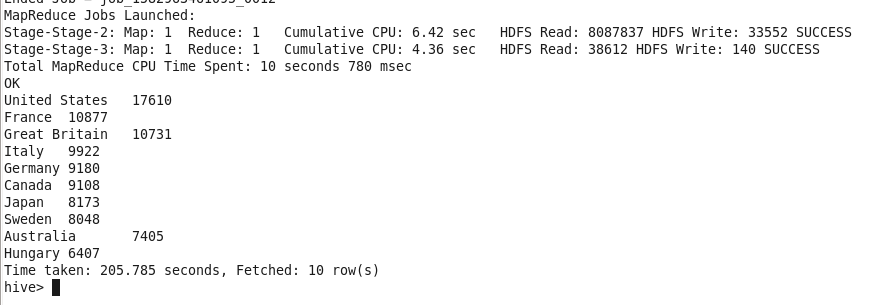 MapReduce Jobs Launched:
Stage-Stage-2: Map: 1  Reduce: 1   Cumulative CPU: 6.42 sec   HDFS Read: 8087837 HDFS Write: 33552 SUCCESS
Stage-Stage-3: Map: 1  Reduce: 1   Cumulative CPU: 4.36 sec   HDFS Read: 38612 HDFS Write: 140 SUCCESS
Total MapReduce CPU Time Spent: 10 seconds 780 msec
OK
United States	17610
France	10877
Great Britain	10731
Italy	9922
Germany	9180
Canada	9108
Japan	8173
Sweden	8048
Australia	7405
Hungary	6407
Time taken: 205.785 seconds, Fetched: 10 row(s)
hive>